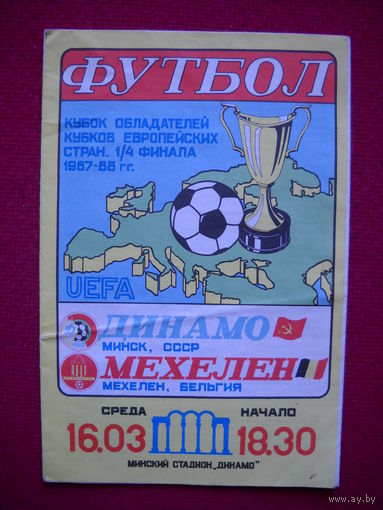 ФУТБОЛ
КУБОК ОБЛАДАТЕЛЕЙ
КУБКОВ ЕВРОПЕЙСКИХ
СТРАН. 1/4 ФИНАЛА
1987-88 гг.
UEFA
ДИНАМО
МИНСК, СССР
МЕХЕЛЕН
МЕХЕЛЕН, БЕЛЬГИЯ
СРЕДА НАЧАЛО
16.03 18.30
МИНСКИЙ СТАДИОН „ДИНАМО"
www.ay.by